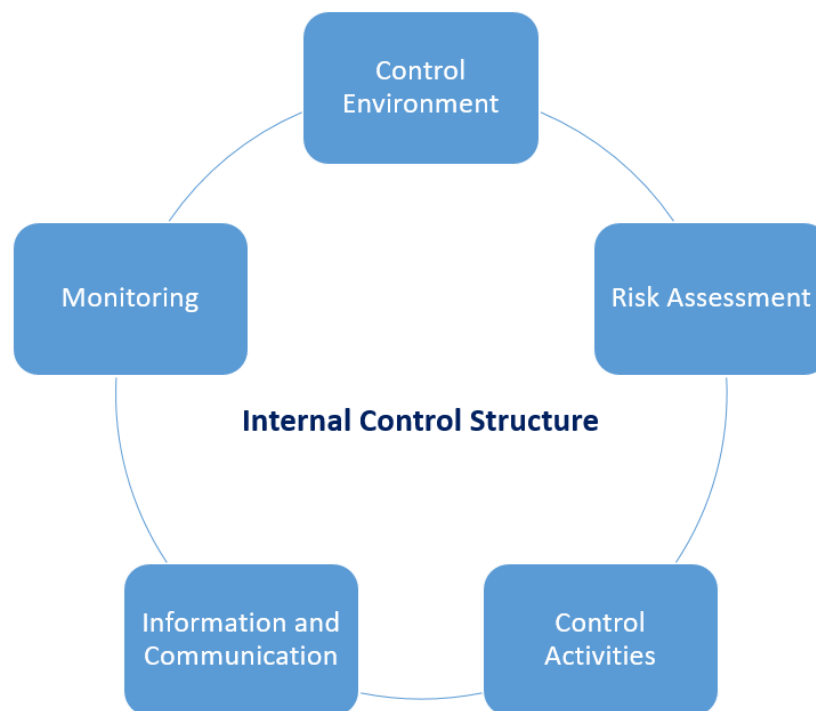 Control
Environment
Monitoring
Risk Assessment
Internal Control Structure
Information and
Communication
Control
Activities